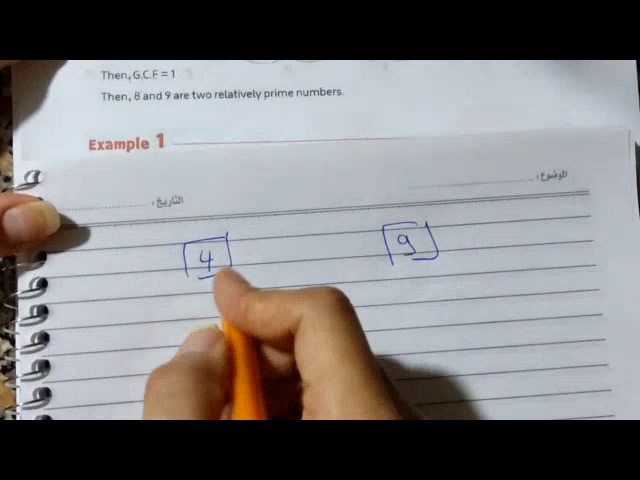 Then, G.C.F = 1
Then, 8 and 9 are two relatively prime numbers.
Example 1
الموضوع :
التاريخ :
4 9